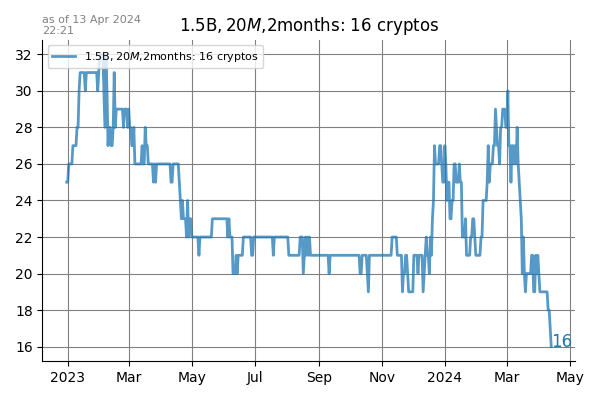 as of 13 Apr 2024
22:21
1.5B, 20M,2months: 16 cryptos
1.5B, 20M,2months: 16 cryptos
32
30
28
26
24
22
20
18
16
16
2023 Mar May Jul Sep Nov 2024 Mar May